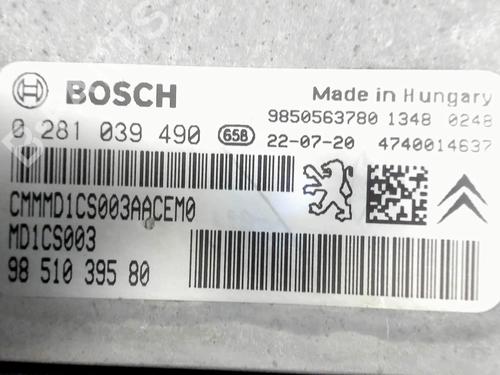 BOSCH
Made in Hungary
9850563780 1348 0248
0 281 039 490 658 22-07-20 4740014637
CMMMD1CS003AACEM0
MD1CS003
98 510 395 80